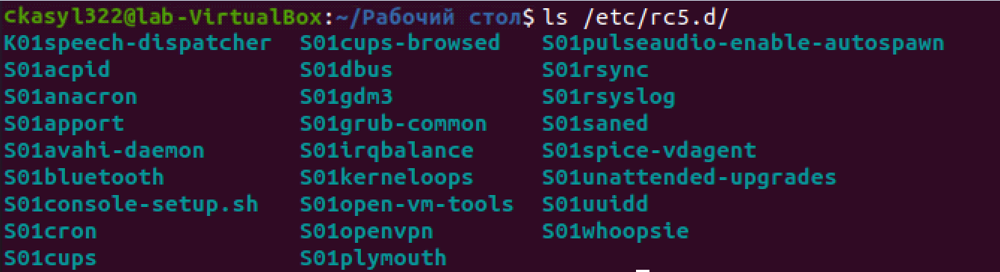 ckasyl322@lab-VirtualBox:~/Рабочий стол$ ls /etc/rc5.d/
K01speech-dispatcher  S01cups-browsed  S01pulseaudio-enable-autospawn
S01acpid  S01dbus  S01rsync
S01anacron  S01gdm3  S01rsyslog
S01apport  S01grub-common  S01saned
S01avahi-daemon  S01irqbalance  S01spice-vdagent
S01bluetooth  S01kerneloops  S01unattended-upgrades
S01console-setup.sh  S01open-vm-tools  S01uuidd
S01cron  S01openvpn  S01whoopsie
S01cups  S01plymouth